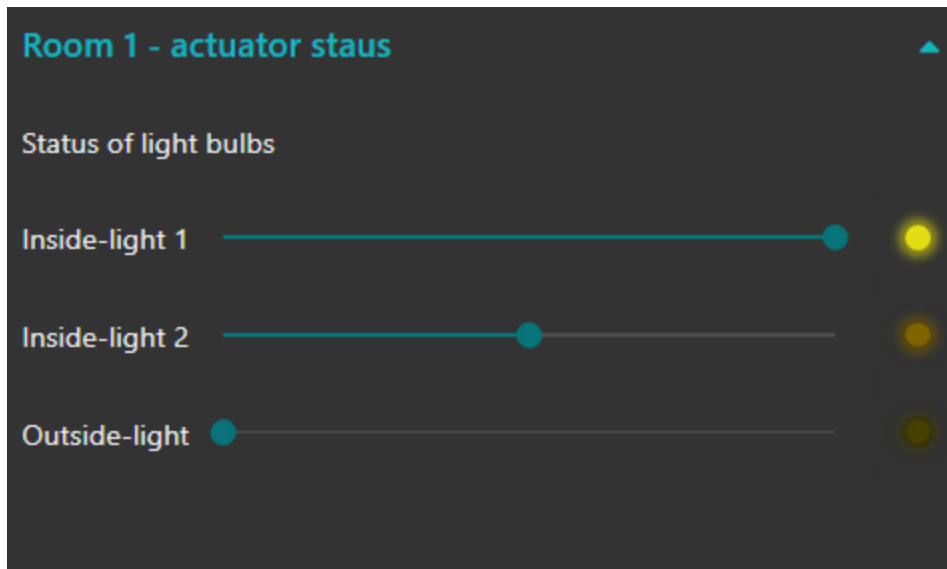 Room 1 - actuator staus
Status of light bulbs
Inside-light 1
Inside-light 2
Outside-light